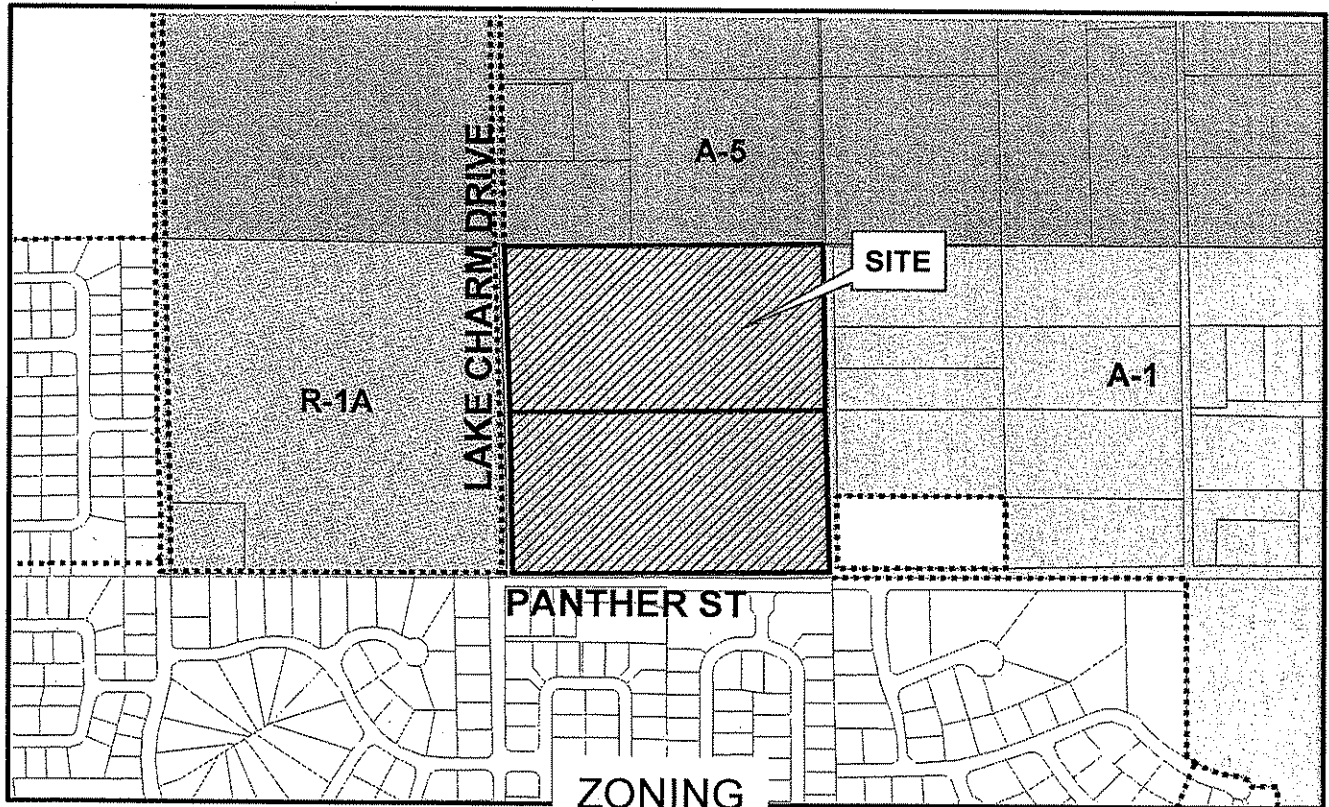 A-5
LAKE CHARM DRIVE
SITE
A-1
R-1A
PANTHER ST
ZONING